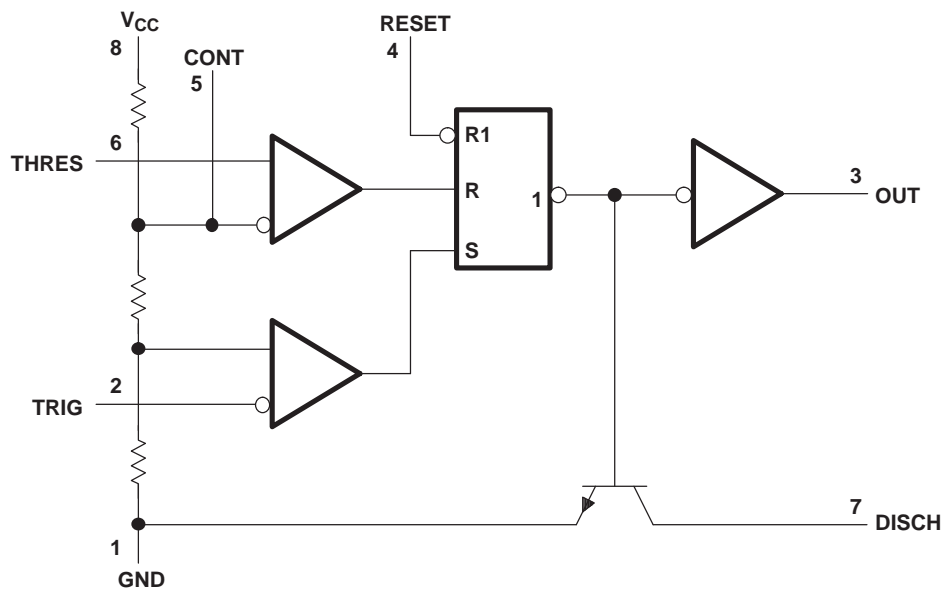 VCC
8
CONT
5
RESET
4
6
THRES
R1
R
1
S
3
OUT
2
TRIG
7
DISCH
1
GND